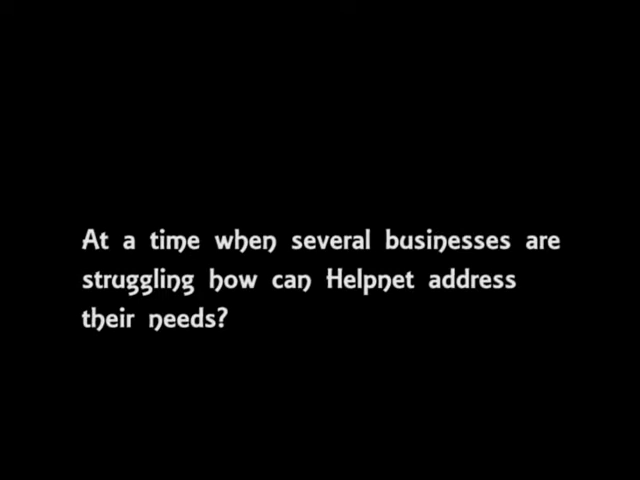 At a time when several businesses are
struggling how can Helpnet address
their needs?